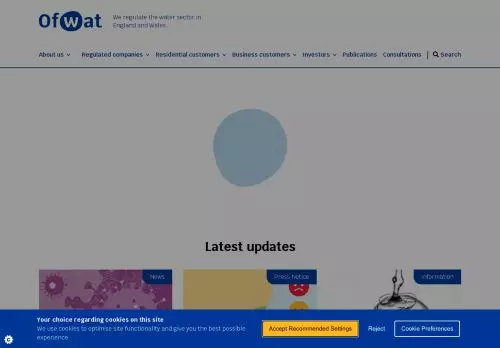 Ofwat
We regulate the water sector in
England and Wales.
About us Regulated companies Residential customers Business customers Investors Publications Consultations Search
Latest updates
News Press Notice Information
Your choice regarding cookies on this site
We use cookies to optimise site functionality and give you the best possible
experience.
Accept Recommended Settings Reject Cookie Preferences